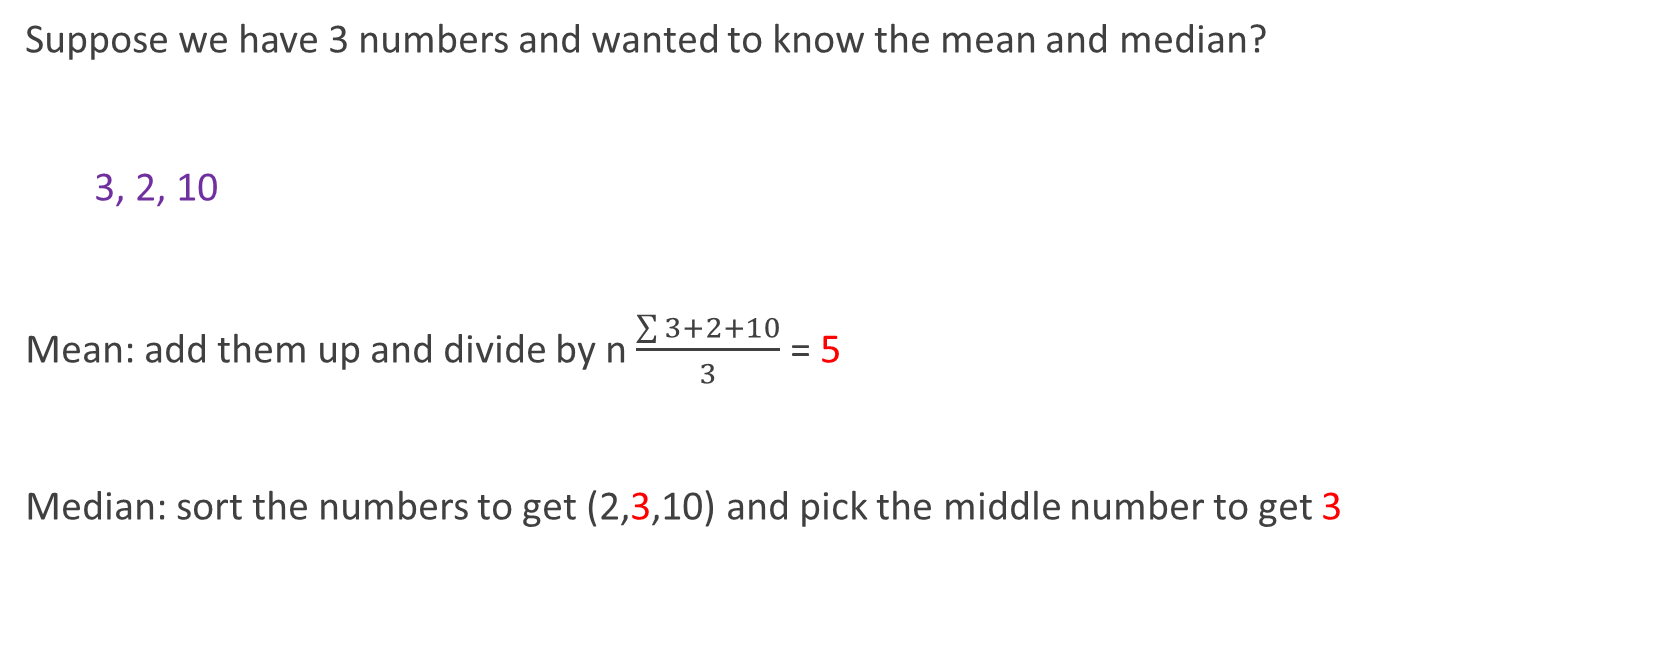 Suppose we have 3 numbers and wanted to know the mean and median?
3, 2, 10
Mean: add them up and divide by n ∑ 3+2+10 / 3 = 5
Median: sort the numbers to get (2,3,10) and pick the middle number to get 3